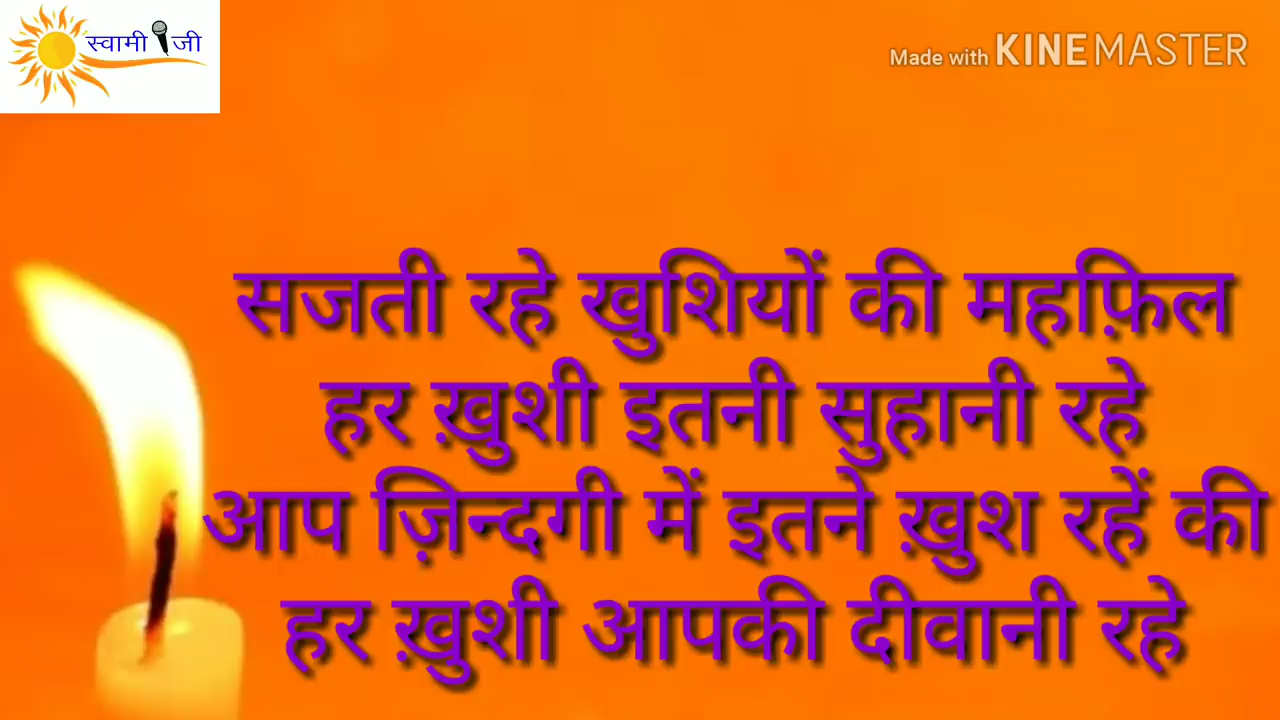 स्वामी जी
Made with KINEMASTER
सजती रहे खुशियों की महफ़िल
हर ख़ुशी इतनी सुहानी रहे
आप ज़िन्दगी में इतने ख़ुश रहें की
हर ख़ुशी आपकी दीवानी रहे